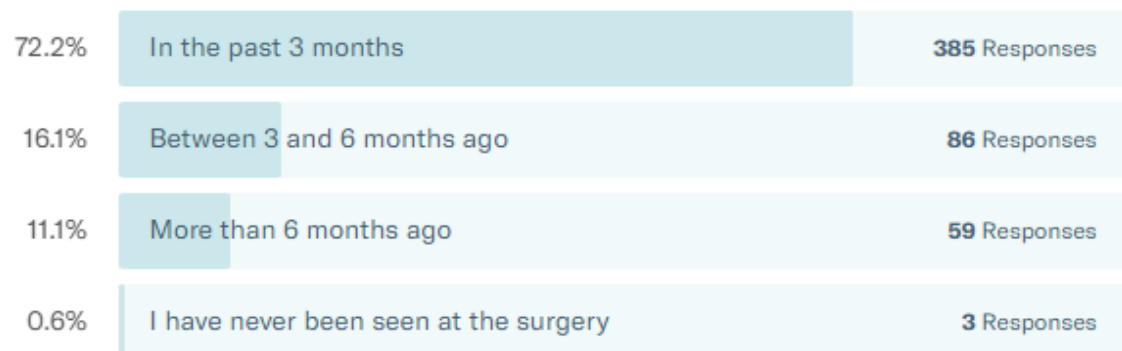 72.2% In the past 3 months 385 Responses
16.1% Between 3 and 6 months ago 86 Responses
11.1% More than 6 months ago 59 Responses
0.6% I have never been seen at the surgery 3 Responses